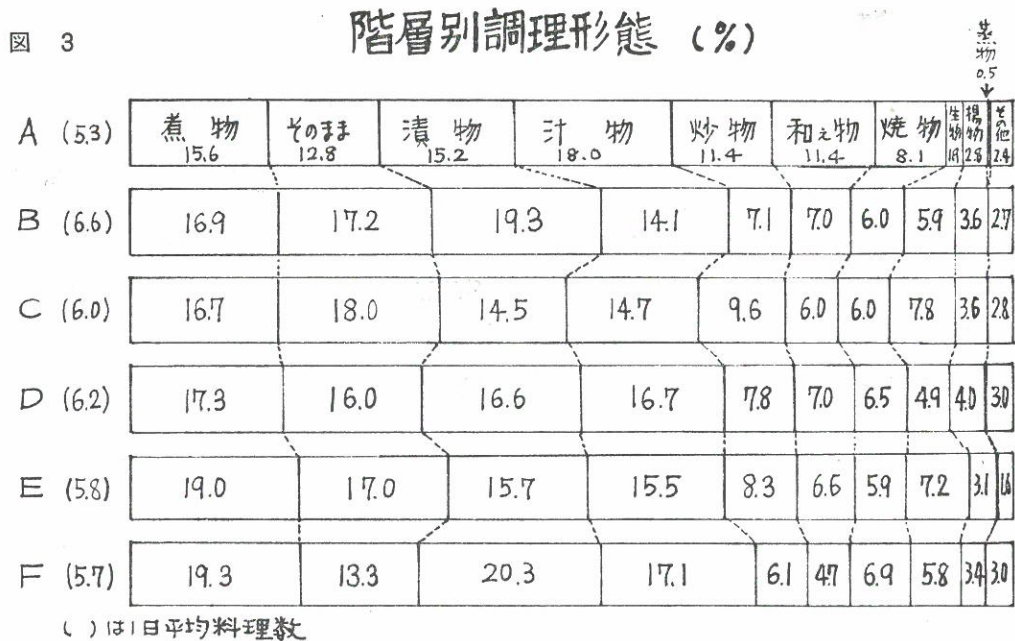 図 3
階層別調理形態 (%)
蒸物 0.5
A (5.3) 煮物 15.6 そのまま 12.8 漬物 15.2 汁物 18.0 炒物 11.4 和え物 11.4 焼物 8.1 生物 1.9 揚物 2.8 その他 2.4
B (6.6) 16.9 17.2 19.3 14.1 7.1 7.0 6.0 5.9 3.6 2.7
C (6.0) 16.7 18.0 14.5 14.7 9.6 6.0 6.0 7.8 3.6 2.8
D (6.2) 17.3 16.0 16.6 16.7 7.8 7.0 6.5 4.9 4.0 3.0
E (5.8) 19.0 17.0 15.7 15.5 8.3 6.6 5.9 7.2 3.1 1.6
F (5.7) 19.3 13.3 20.3 17.1 6.1 4.7 6.9 5.8 3.4 3.0
( )は1日平均料理数